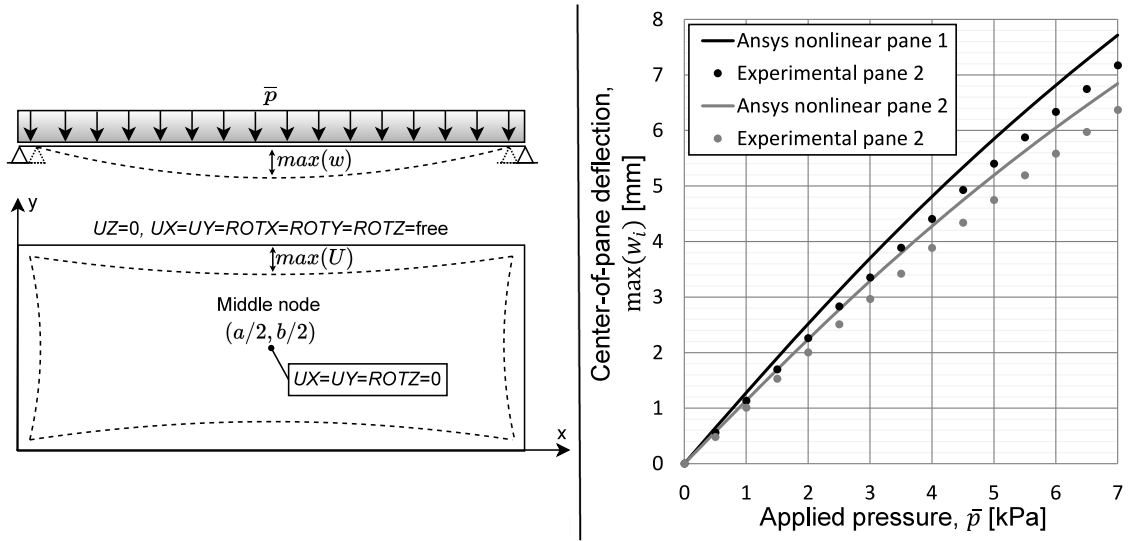 p̅
max(w)
y
UZ=0, UX=UY=ROTX=ROTY=ROTZ=free
max(U)
Middle node
(a/2, b/2)
UX=UY=ROTZ=0
x
Center-of-pane deflection,
max(wᵢ) [mm]
8
7
6
5
4
3
2
1
0
Ansys nonlinear pane 1
Experimental pane 2
Ansys nonlinear pane 2
Experimental pane 2
0 1 2 3 4 5 6 7
Applied pressure, p̅ [kPa]